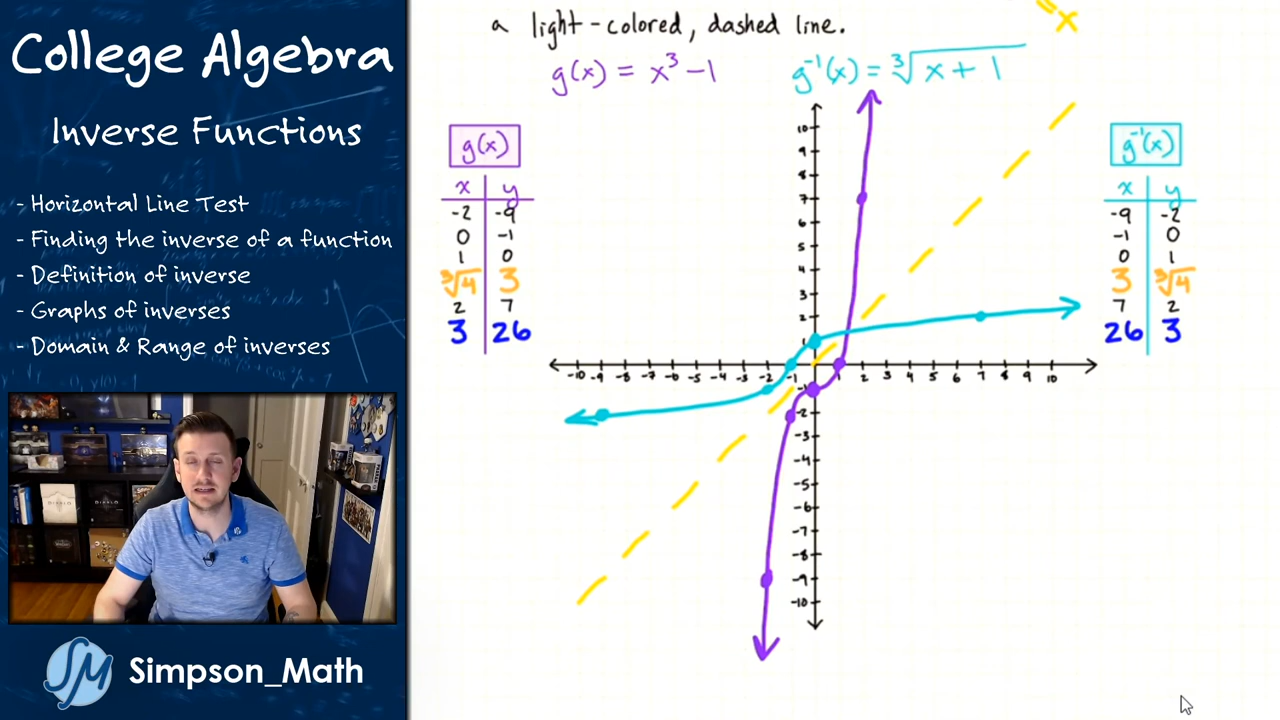 College Algebra
Inverse Functions
- Horizontal Line Test
- Finding the inverse of a function
- Definition of inverse
- Graphs of inverses
- Domain & Range of inverses
SM Simpson_Math
a light-colored, dashed line.
= x
g(x) = x³ - 1
g⁻¹(x) = ∛(x + 1)
g(x)
x y
-2 -9
0 -1
1 0
∛4 3
2 7
3 26
g⁻¹(x)
x y
-9 -2
-1 0
0 1
3 ∛4
7 2
26 3
10
9
8
7
6
5
4
3
2
1
-10 -9 -8 -7 -6 -5 -4 -3 -2 -1 1 2 3 4 5 6 7 8 9 10
-1
-2
-3
-4
-5
-6
-7
-8
-9
-10